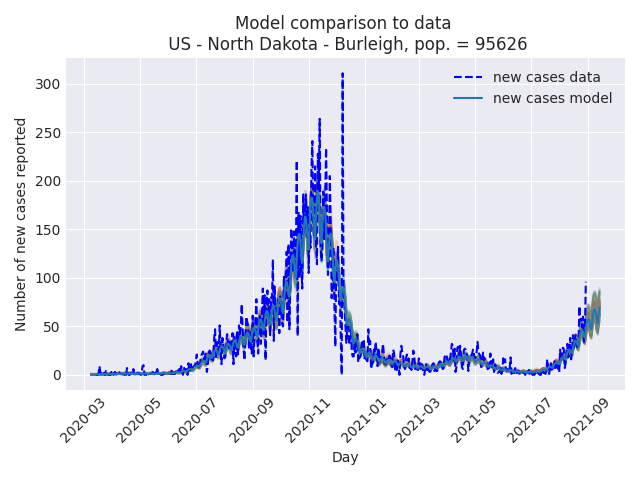 Model comparison to data
US - North Dakota - Burleigh, pop. = 95626
new cases data
new cases model
Number of new cases reported
300
250
200
150
100
50
0
2020-03
2020-05
2020-07
2020-09
2020-11
2021-01
2021-03
2021-05
2021-07
2021-09
Day